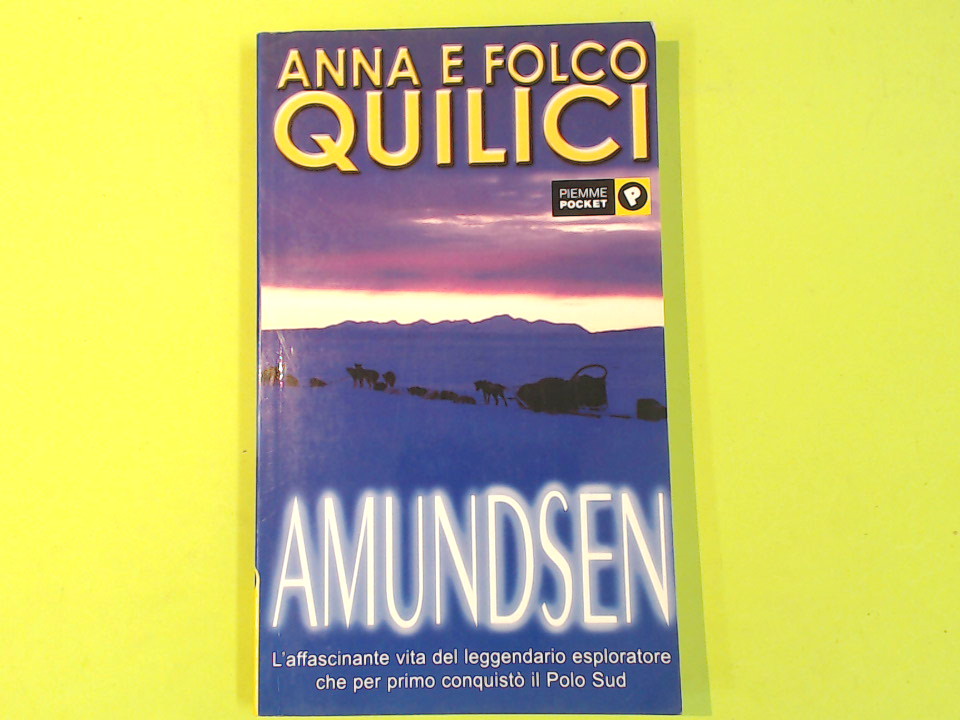 ANNA E FOLCO
QUILICI
PIEMME
POCKET
P
AMUNDSEN
L'affascinante vita del leggendario esploratore
che per primo conquistò il Polo Sud